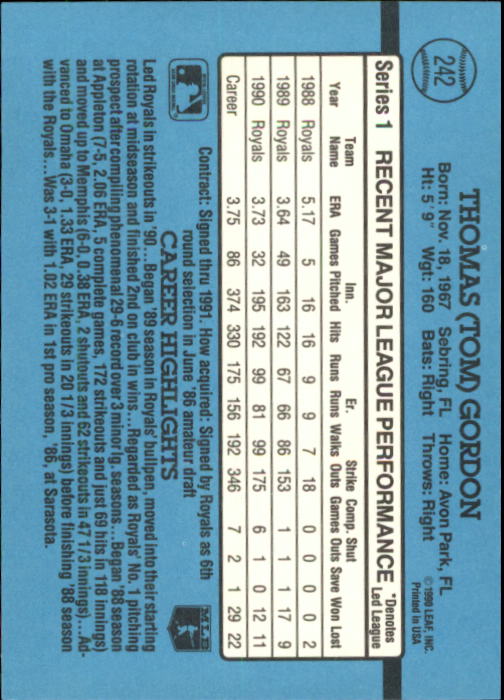 242
THOMAS (TOM) GORDON
Born: Nov. 18, 1967 Sebring, FL Home: Avon Park, FL
Ht: 5' 9" Wgt: 160 Bats: Right Throws: Right
© 1990 LEAF, INC.
Printed in USA
Series 1 RECENT MAJOR LEAGUE PERFORMANCE *Denotes Led League
Team Inn. Er. Strike Comp. Shut
Year Name ERA Games Pitched Hits Runs Runs Walks Outs Games Outs Save Won Lost
1988 Royals 5.17 5 16 16 9 9 7 18 0 0 0 0 2
1989 Royals 3.64 49 163 122 67 66 86 153 1 1 1 17 9
1990 Royals 3.73 32 195 192 99 81 99 175 6 1 0 12 11
Career 3.75 86 374 330 175 156 192 346 7 2 1 29 22
Contract: Signed thru 1991. How acquired: Signed by Royals as 6th
round selection in June '86 amateur draft
CAREER HIGHLIGHTS
MLB
Led Royals in strikeouts in '90...Began '89 season in Royals' bullpen, moved into their starting
rotation at midseason and finished 2nd on club in wins...Regarded as Royals' No. 1 pitching
prospect after compiling phenomenal 29-6 record over 3 minor lg. seasons...Began '88 season
at Appleton (7-5, 2.06 ERA, 5 complete games, 172 strikeouts and just 69 hits in 118 innings)
and moved up to Memphis (6-0, 0.38 ERA, 2 shutouts and 62 strikeouts in 47 1/3 innings)...Ad-
vanced to Omaha (3-0, 1.33 ERA, 29 strikeouts in 20 1/3 innings) before finishing '88 season
with the Royals...Was 3-1 with 1.02 ERA in 1st pro season, '86, at Sarasota.